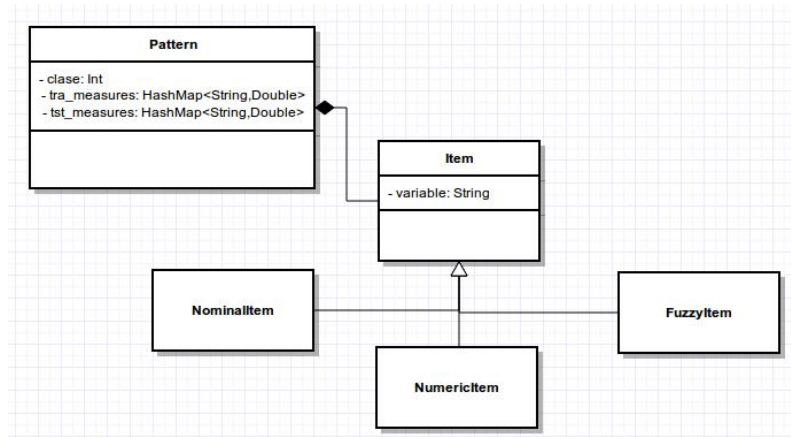 Pattern
- clase: Int
- tra_measures: HashMap<String,Double>
- tst_measures: HashMap<String,Double>
Item
- variable: String
NominalItem
FuzzyItem
NumericItem